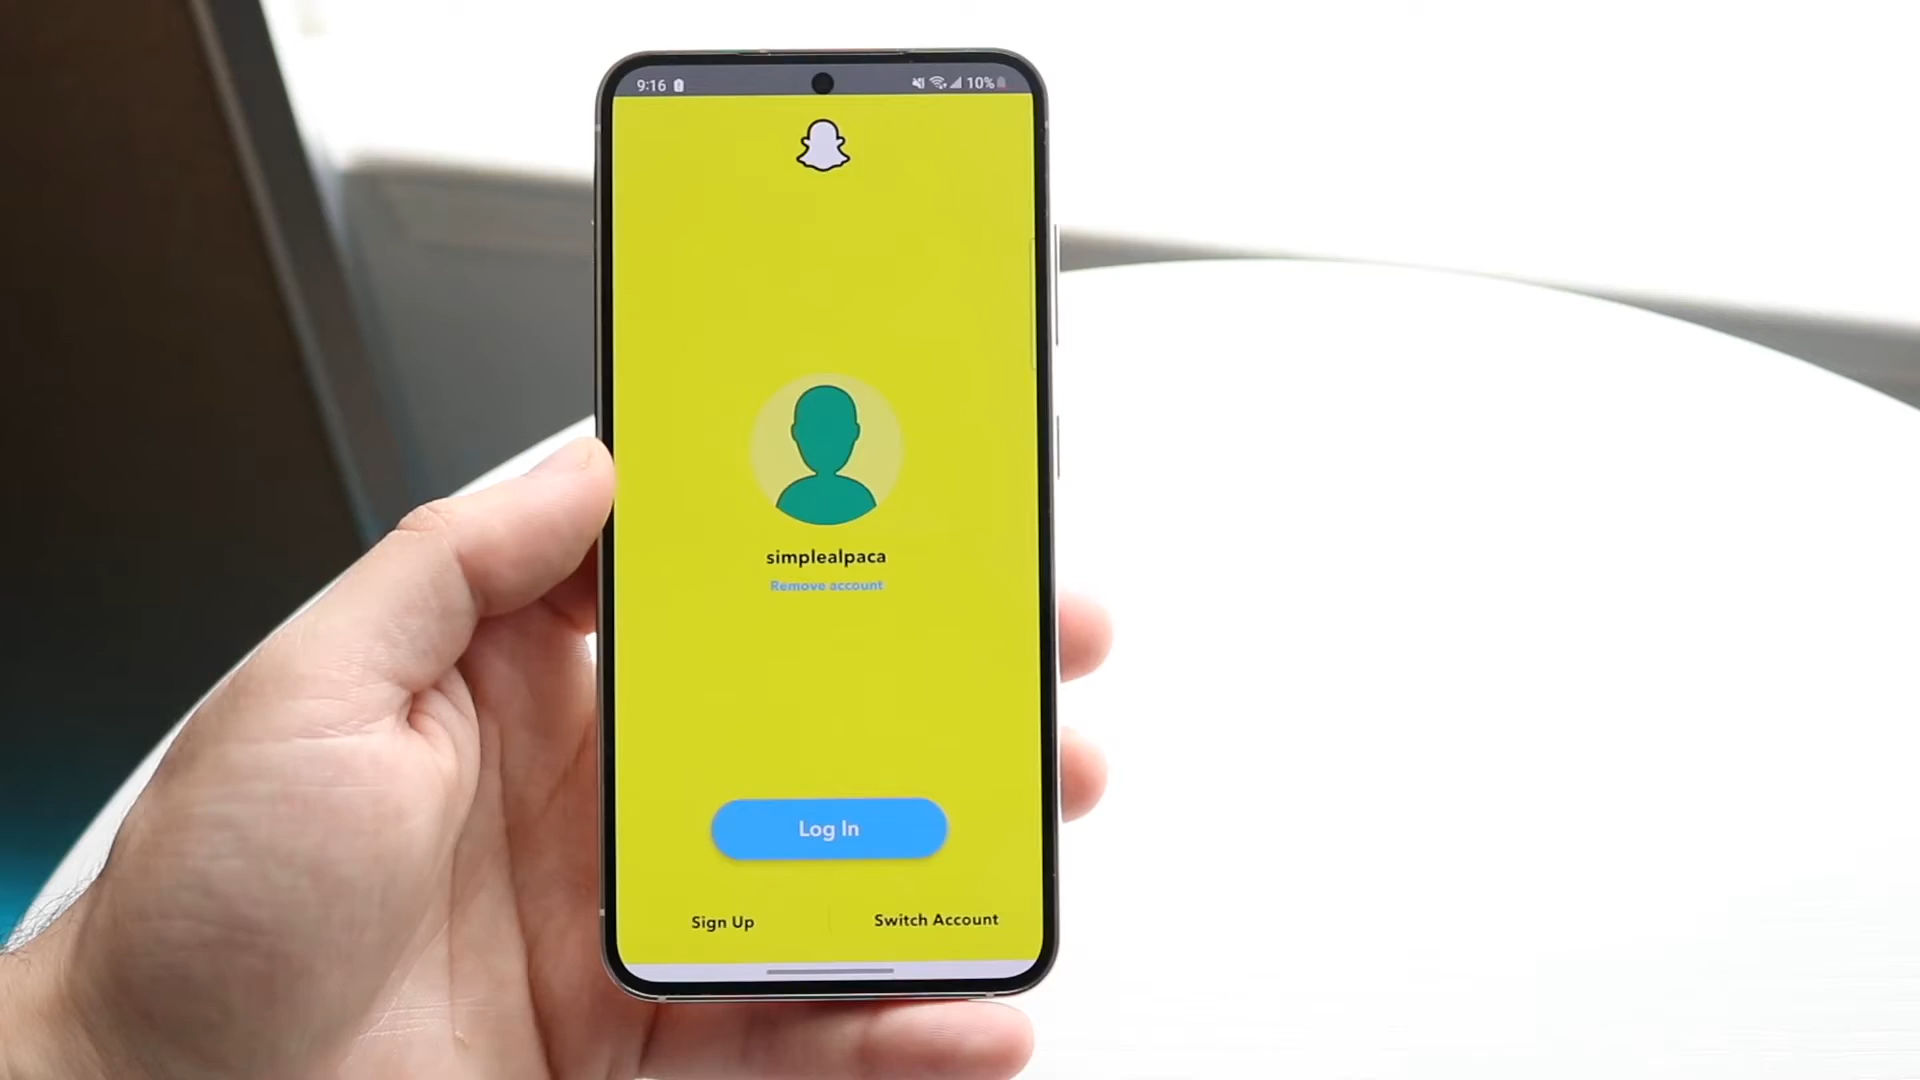 9:16 10%
simplealpaca
Remove account
Log In
Sign Up Switch Account